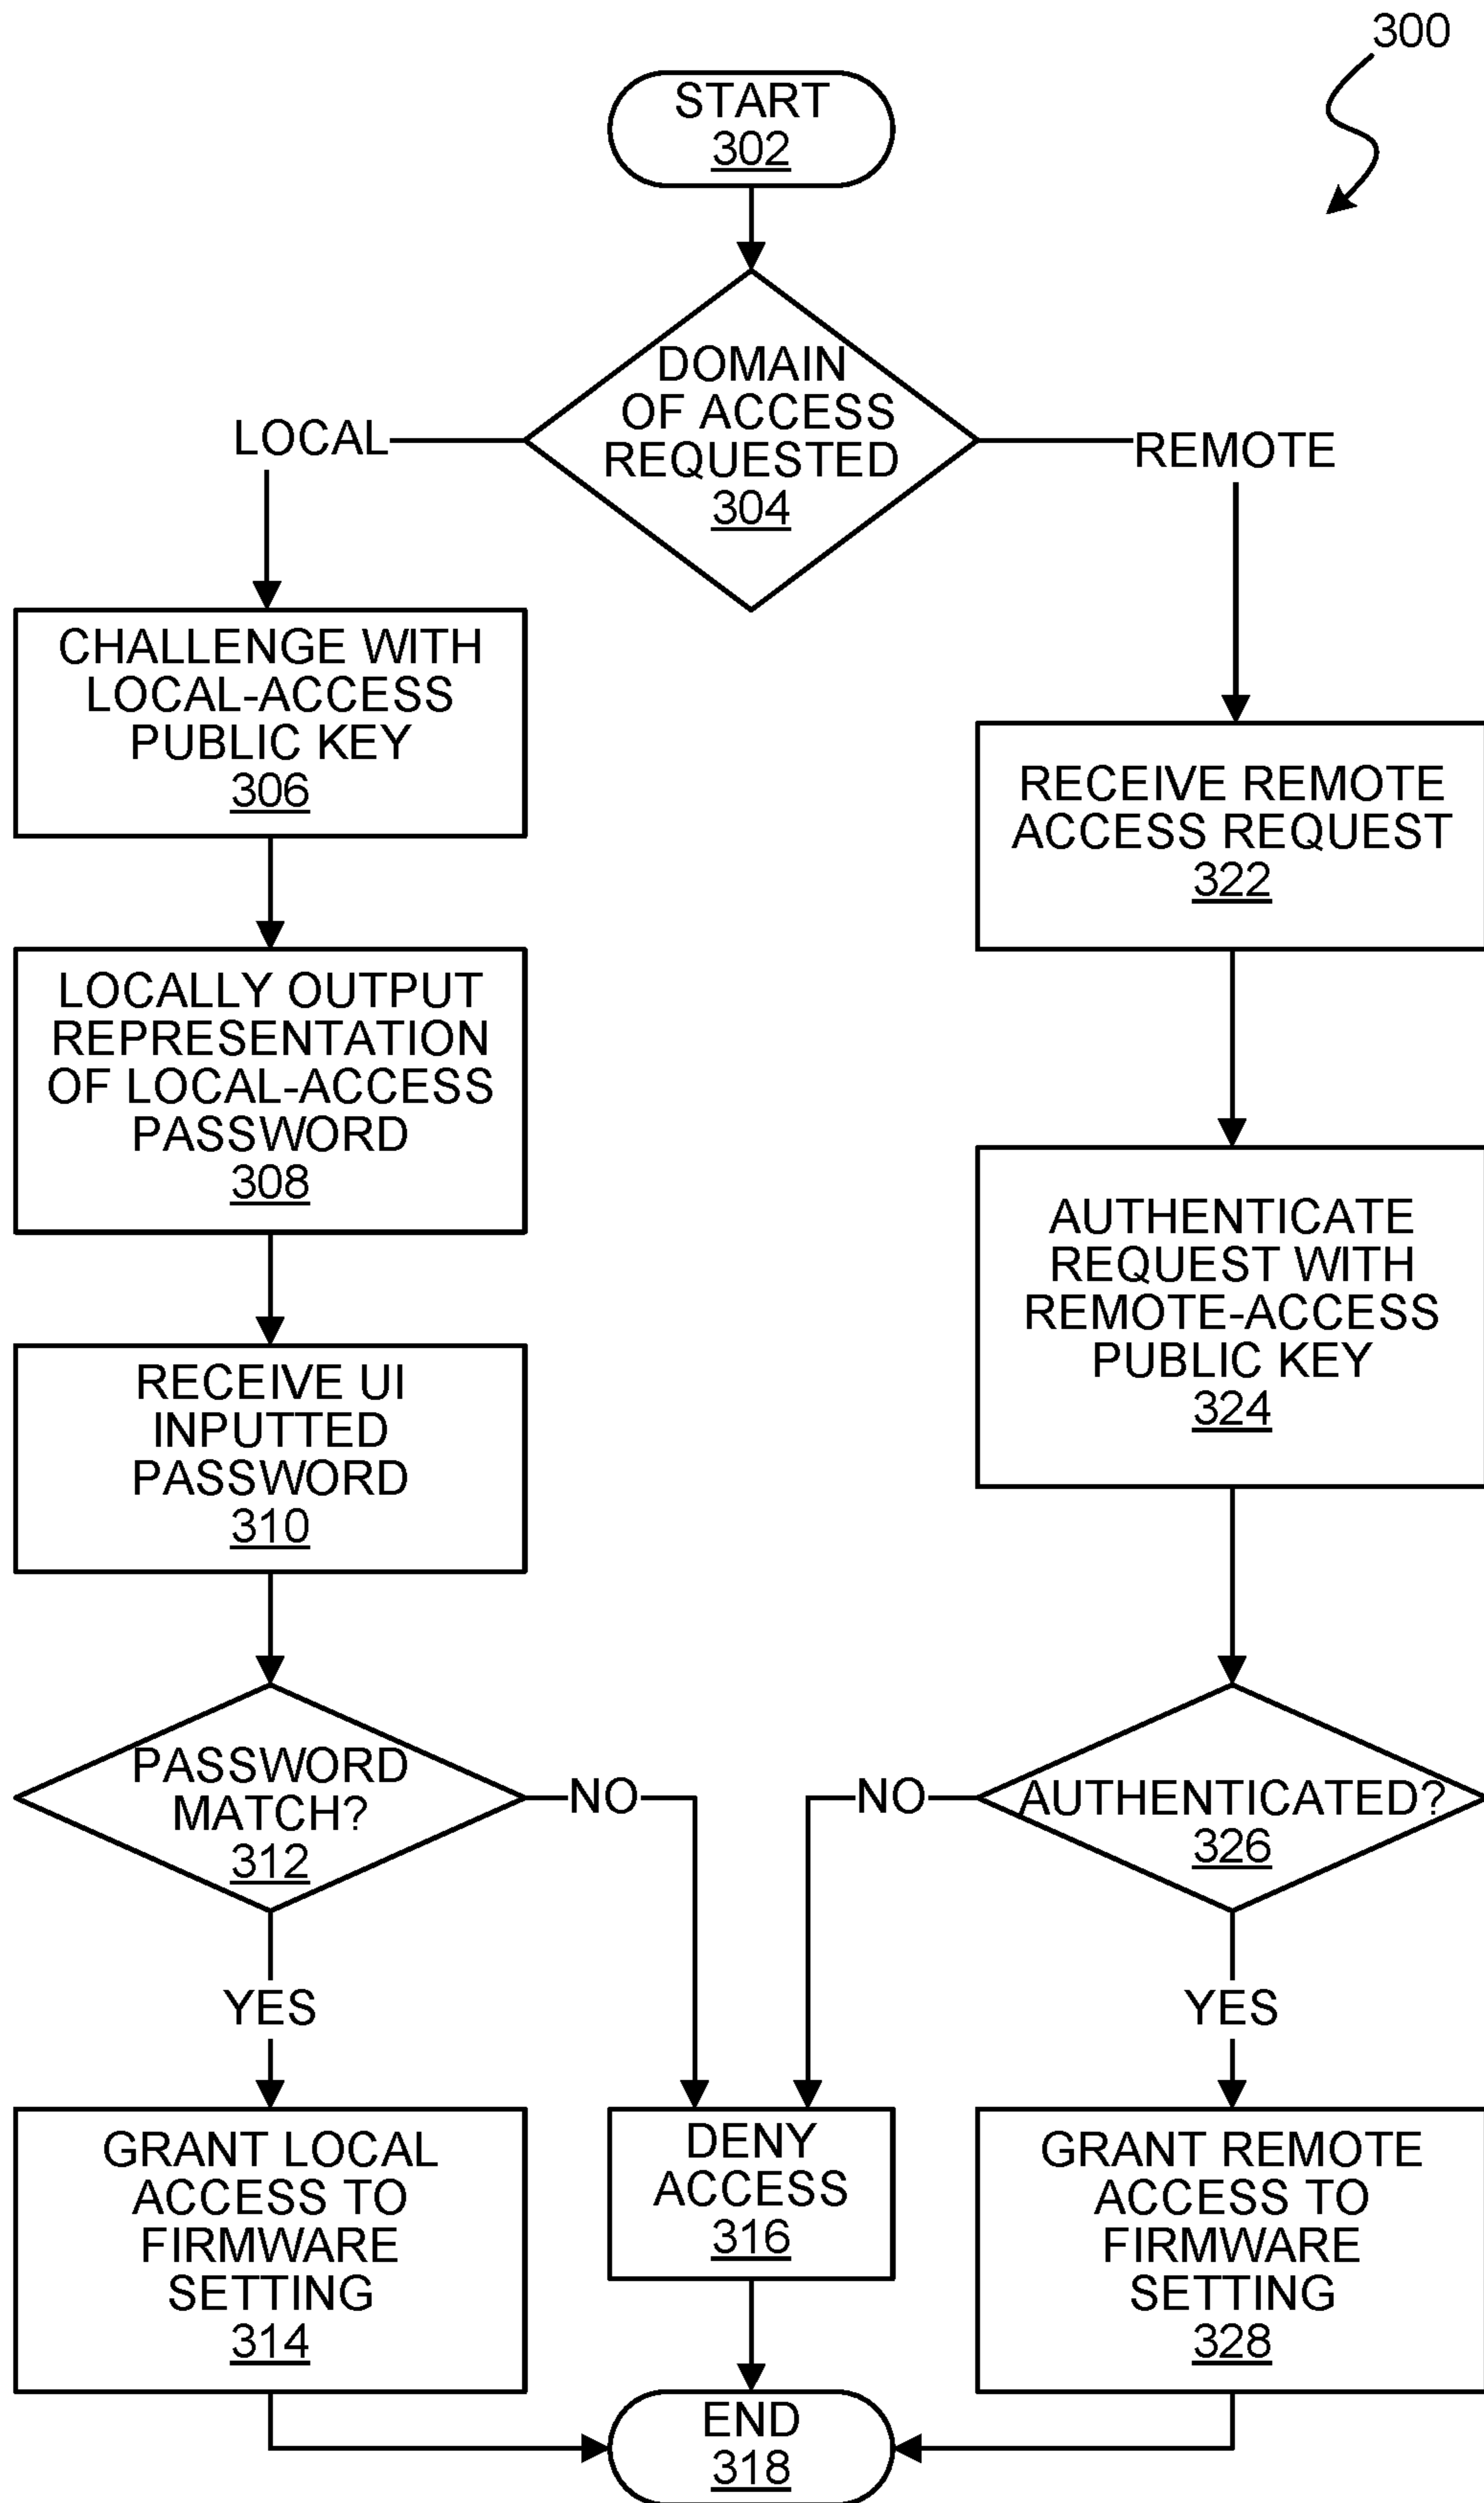 300
START
302
DOMAIN
OF ACCESS
REQUESTED
304
LOCAL
REMOTE
CHALLENGE WITH
LOCAL-ACCESS
PUBLIC KEY
306
RECEIVE REMOTE
ACCESS REQUEST
322
LOCALLY OUTPUT
REPRESENTATION
OF LOCAL-ACCESS
PASSWORD
308
AUTHENTICATE
REQUEST WITH
REMOTE-ACCESS
PUBLIC KEY
324
RECEIVE UI
INPUTTED
PASSWORD
310
PASSWORD
MATCH?
312
NO
NO
AUTHENTICATED?
326
YES
YES
GRANT LOCAL
ACCESS TO
FIRMWARE
SETTING
314
DENY
ACCESS
316
GRANT REMOTE
ACCESS TO
FIRMWARE
SETTING
328
END
318